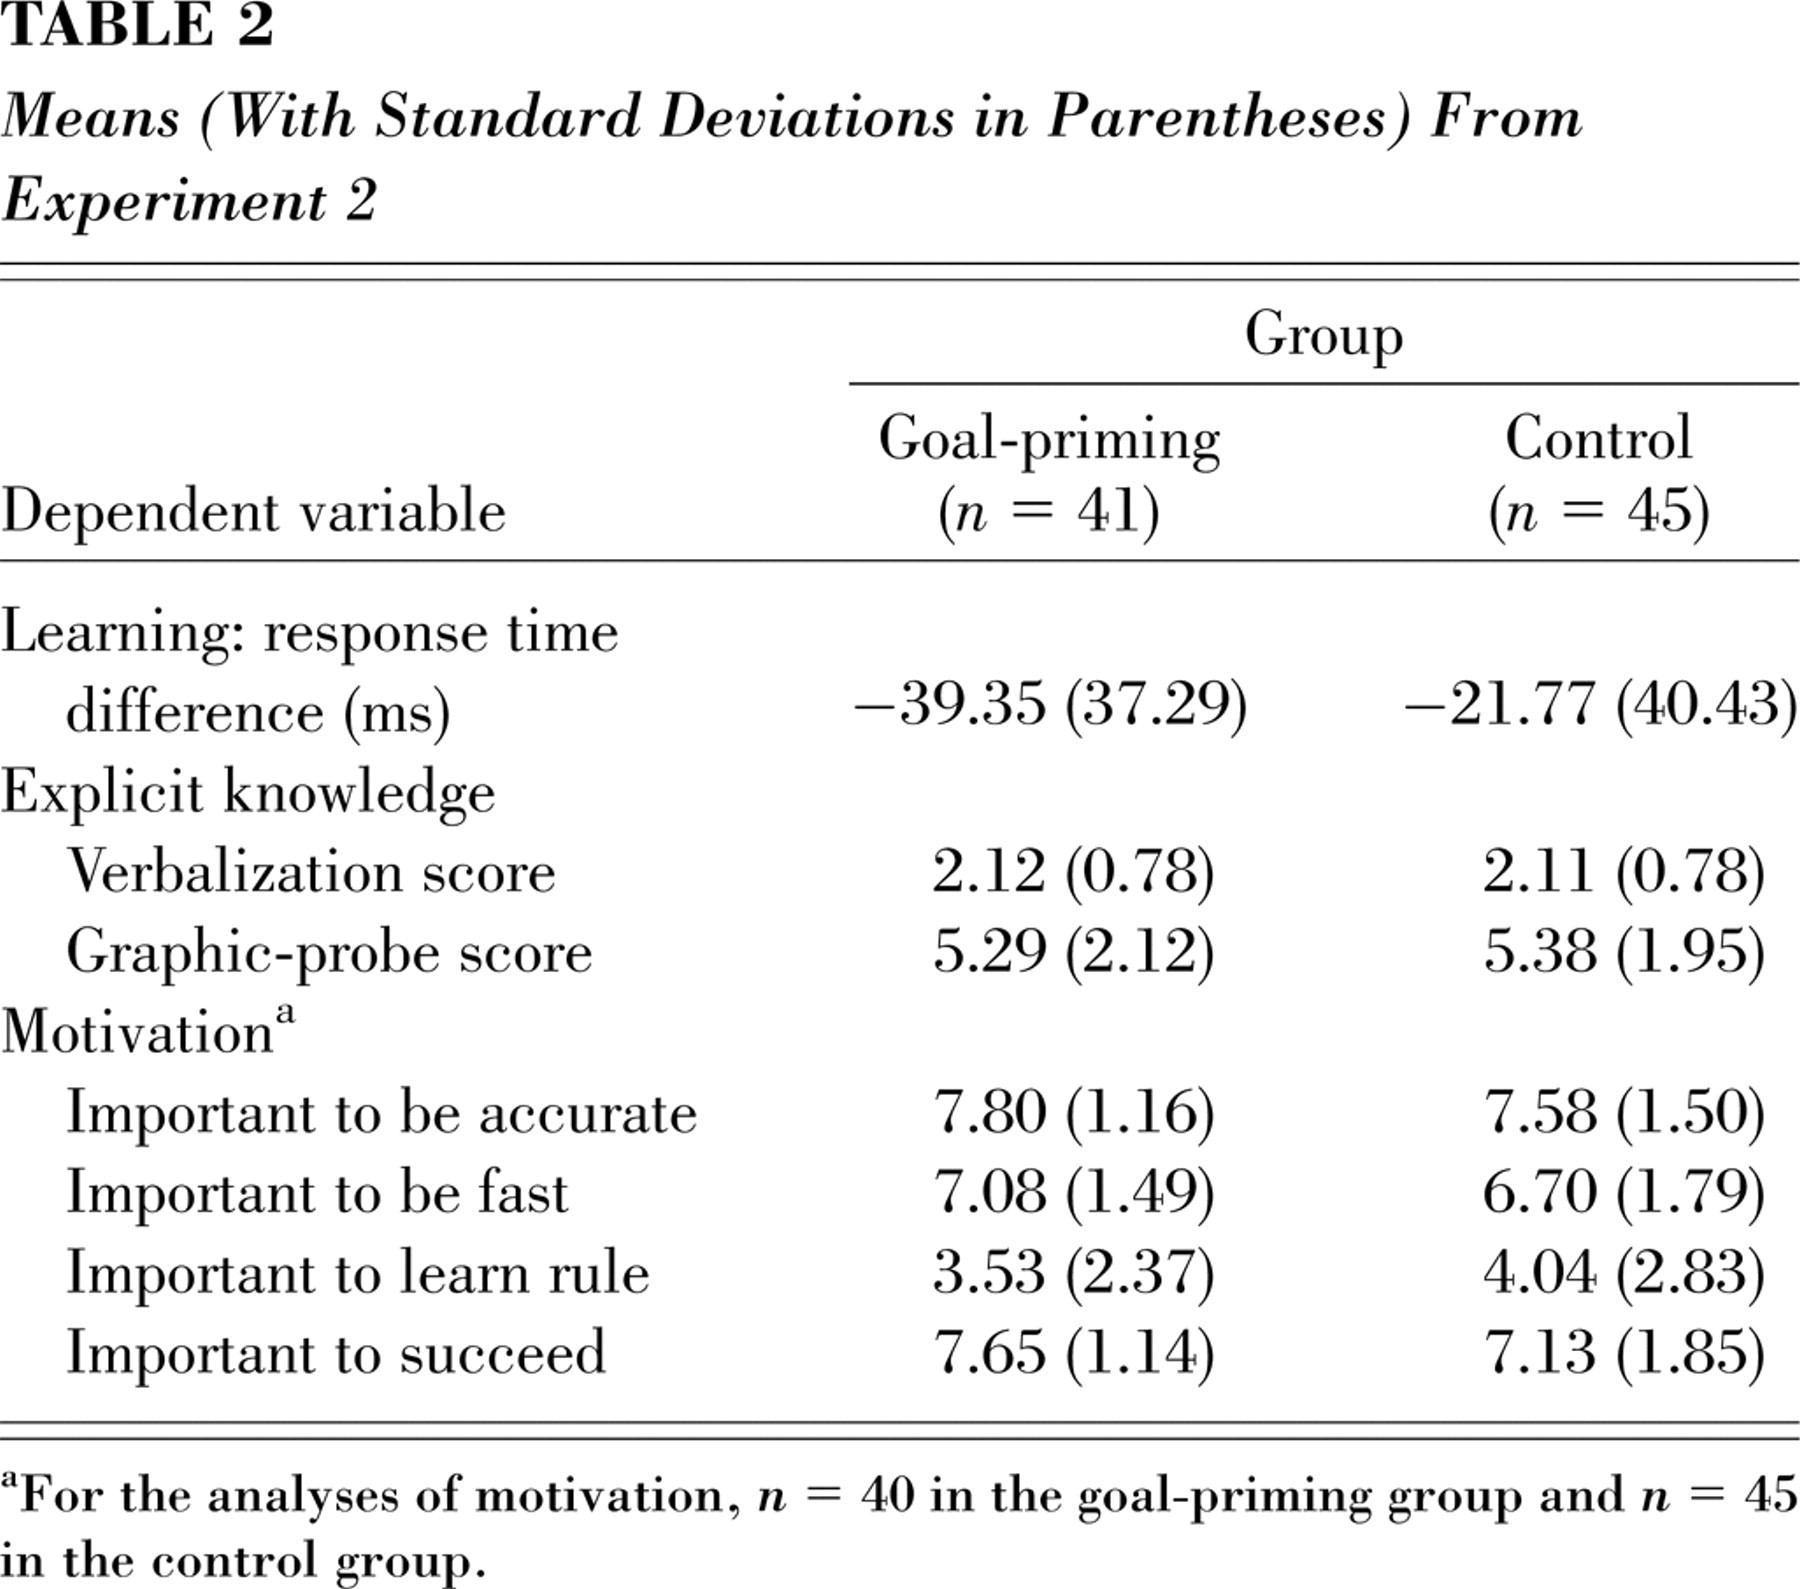 TABLE 2
Means (With Standard Deviations in Parentheses) From
Experiment 2
Group
Goal-priming Control
Dependent variable (n = 41) (n = 45)
Learning: response time
difference (ms) −39.35 (37.29) −21.77 (40.43)
Explicit knowledge
Verbalization score 2.12 (0.78) 2.11 (0.78)
Graphic-probe score 5.29 (2.12) 5.38 (1.95)
Motivationa
Important to be accurate 7.80 (1.16) 7.58 (1.50)
Important to be fast 7.08 (1.49) 6.70 (1.79)
Important to learn rule 3.53 (2.37) 4.04 (2.83)
Important to succeed 7.65 (1.14) 7.13 (1.85)
aFor the analyses of motivation, n = 40 in the goal-priming group and n = 45
in the control group.